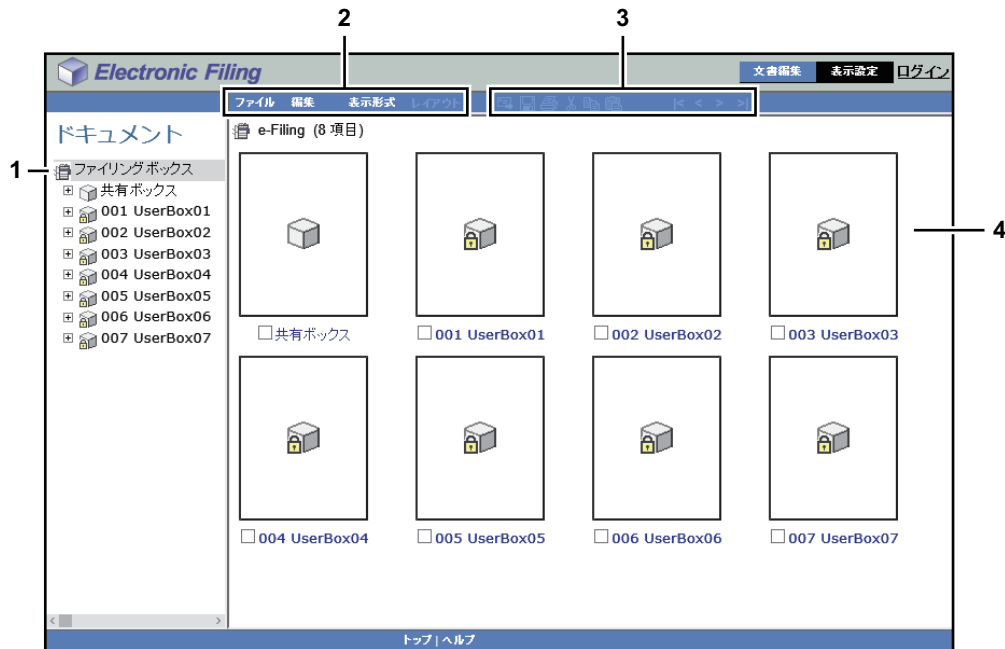 2 3
Electronic Filing 文書編集 表示設定 ログイン
ファイル 編集 表示形式 レイアウト |< < > >|
ドキュメント
e-Filing (8 項目)
1
ファイリングボックス
共有ボックス
001 UserBox01
002 UserBox02
003 UserBox03
004 UserBox04
005 UserBox05
006 UserBox06
007 UserBox07
4
共有ボックス 001 UserBox01 002 UserBox02 003 UserBox03
004 UserBox04 005 UserBox05 006 UserBox06 007 UserBox07
トップ | ヘルプ